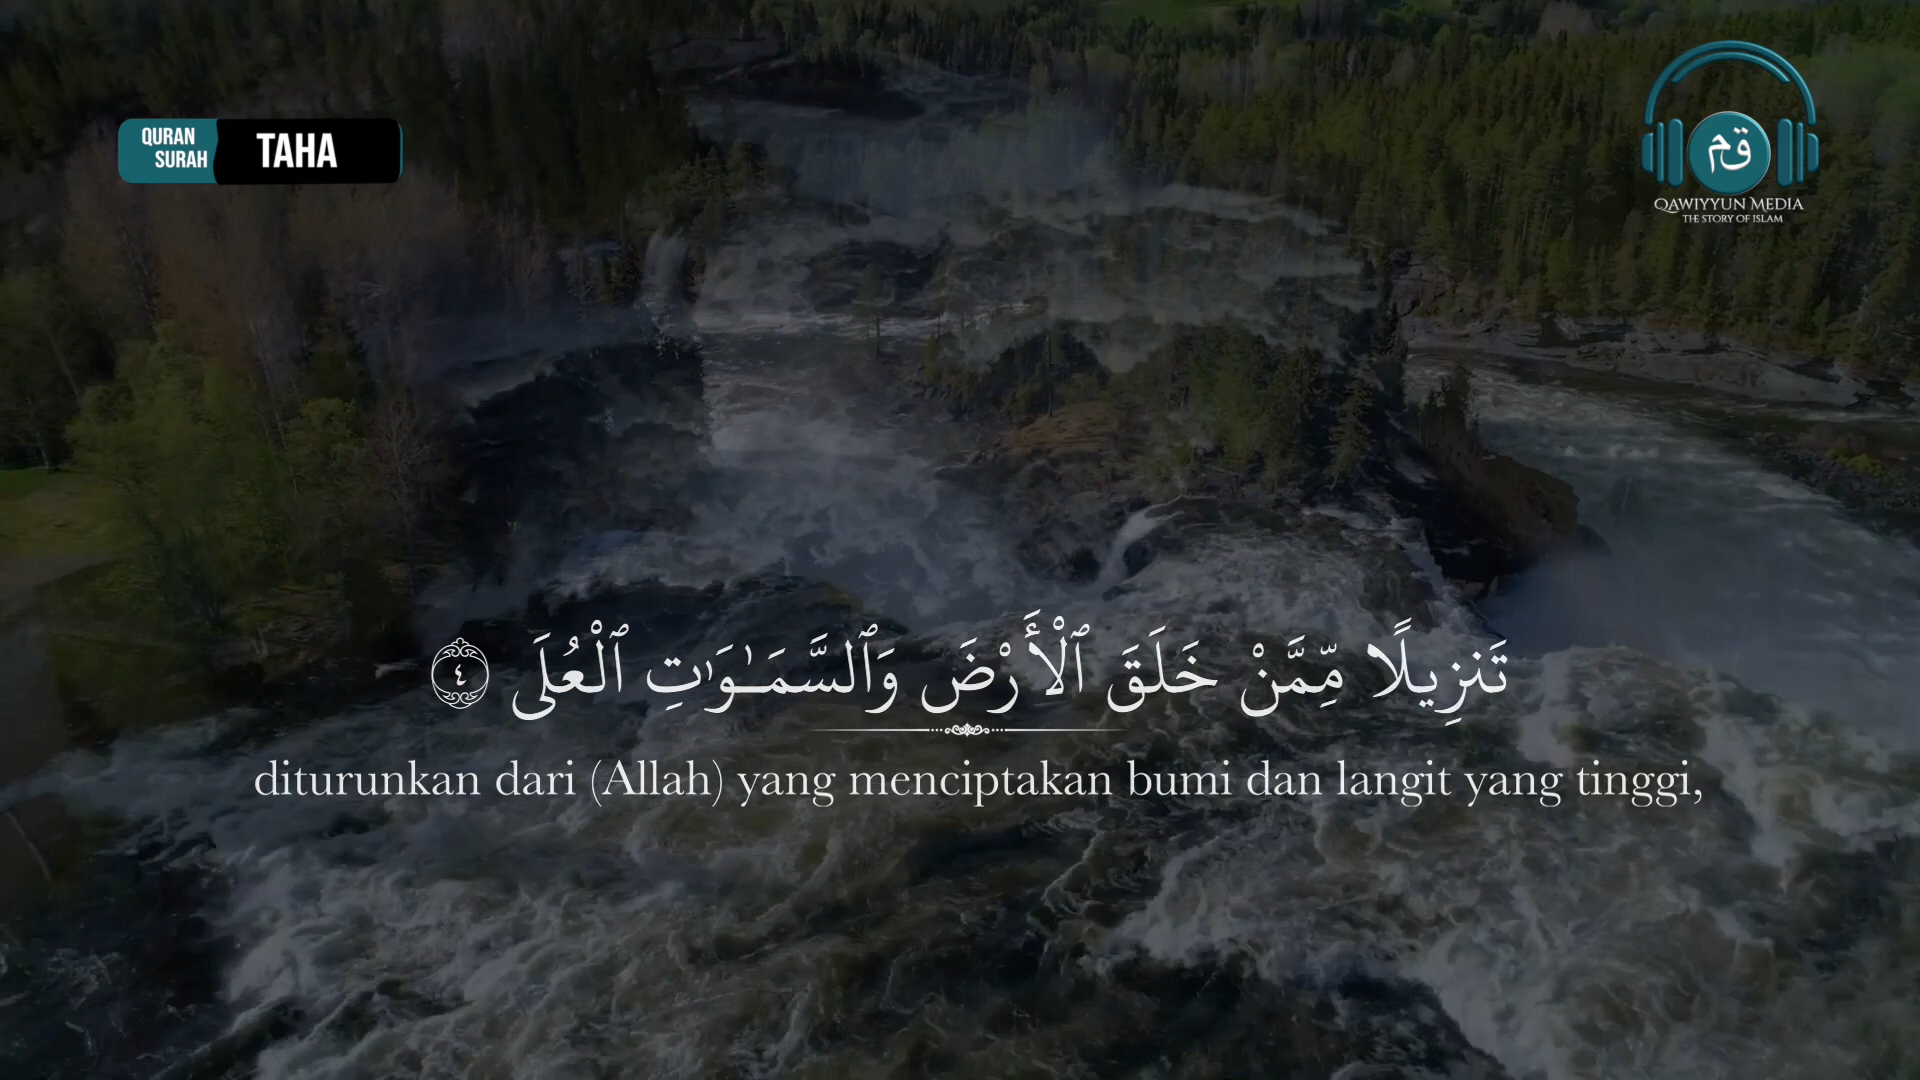 QURAN
SURAH
TAHA
قم
QAWIYYUN MEDIA
THE STORY OF ISLAM
تَنزِيلًا مِّمَّنْ خَلَقَ ٱلْأَرْضَ وَٱلسَّمَـٰوَٰتِ ٱلْعُلَى ٤
diturunkan dari (Allah) yang menciptakan bumi dan langit yang tinggi,